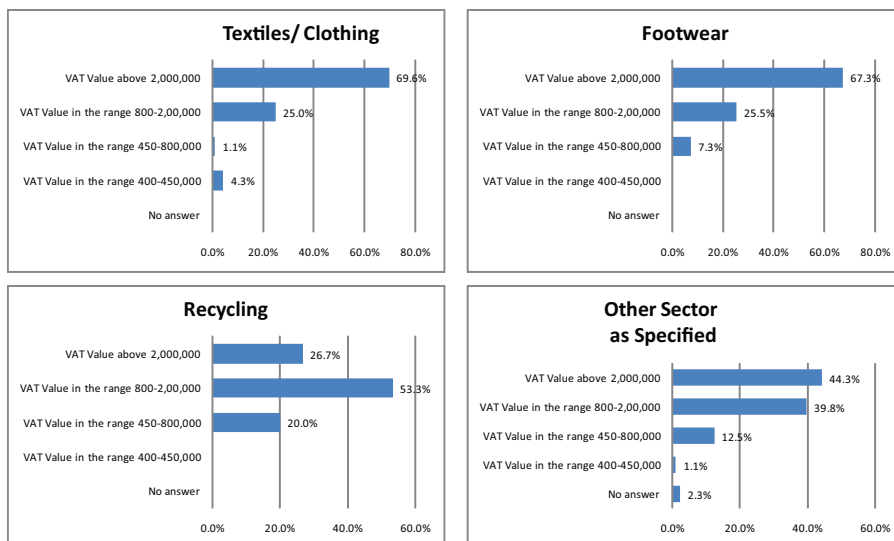 Textiles/ Clothing
VAT Value above 2,000,000
69.6%
VAT Value in the range 800-2,00,000
25.0%
VAT Value in the range 450-800,000
1.1%
VAT Value in the range 400-450,000
4.3%
No answer
0.0% 20.0% 40.0% 60.0% 80.0%
Footwear
VAT Value above 2,000,000
67.3%
VAT Value in the range 800-2,00,000
25.5%
VAT Value in the range 450-800,000
7.3%
VAT Value in the range 400-450,000
No answer
0.0% 20.0% 40.0% 60.0% 80.0%
Recycling
VAT Value above 2,000,000
26.7%
VAT Value in the range 800-2,00,000
53.3%
VAT Value in the range 450-800,000
20.0%
VAT Value in the range 400-450,000
No answer
0.0% 20.0% 40.0% 60.0%
Other Sector
as Specified
VAT Value above 2,000,000
44.3%
VAT Value in the range 800-2,00,000
39.8%
VAT Value in the range 450-800,000
12.5%
VAT Value in the range 400-450,000
1.1%
No answer
2.3%
0.0% 20.0% 40.0% 60.0%